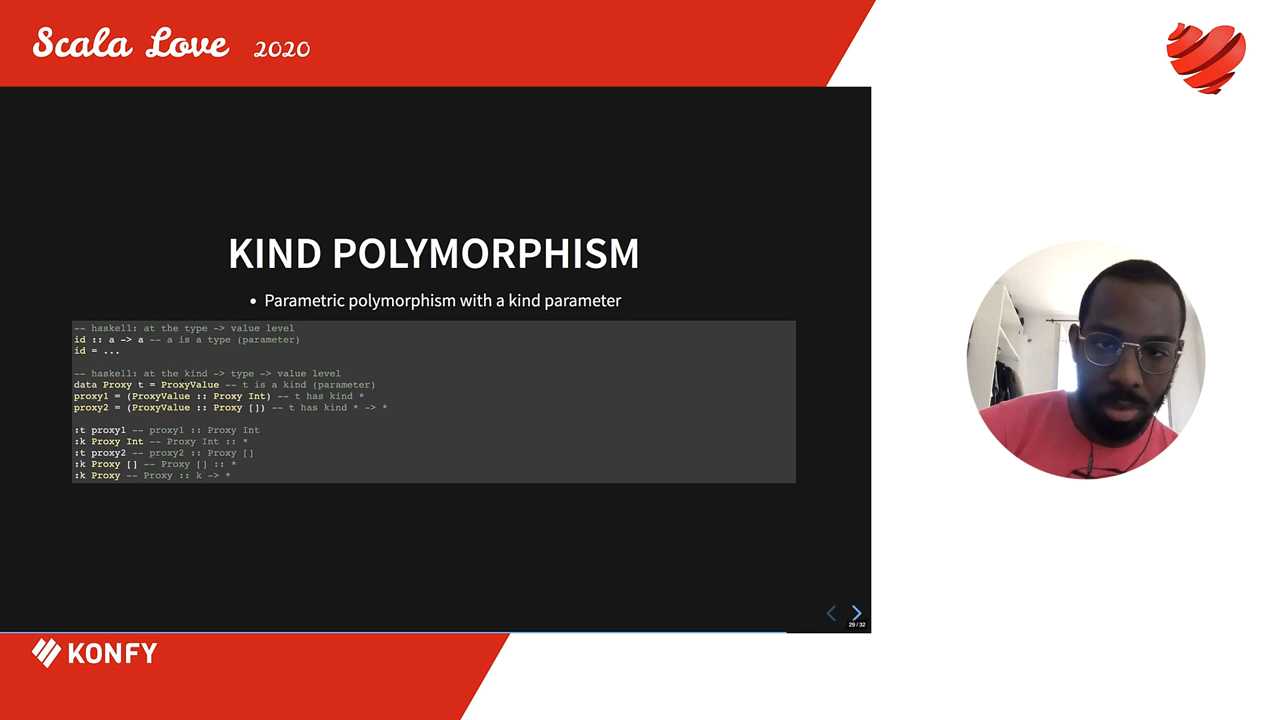 Scala Love 2020
KIND POLYMORPHISM
• Parametric polymorphism with a kind parameter
-- haskell: at the type -> value level
id :: a -> a -- a is a type (parameter)
id = ...
-- haskell: at the kind -> type -> value level
data Proxy t = ProxyValue -- t is a kind (parameter)
proxy1 = (ProxyValue :: Proxy Int) -- t has kind *
proxy2 = (ProxyValue :: Proxy []) -- t has kind * -> *
:t proxy1 -- proxy1 :: Proxy Int
:k Proxy Int -- Proxy Int :: *
:t proxy2 -- proxy2 :: Proxy []
:k Proxy [] -- Proxy [] :: *
:k Proxy -- Proxy :: k -> *
29 / 32
KONFY